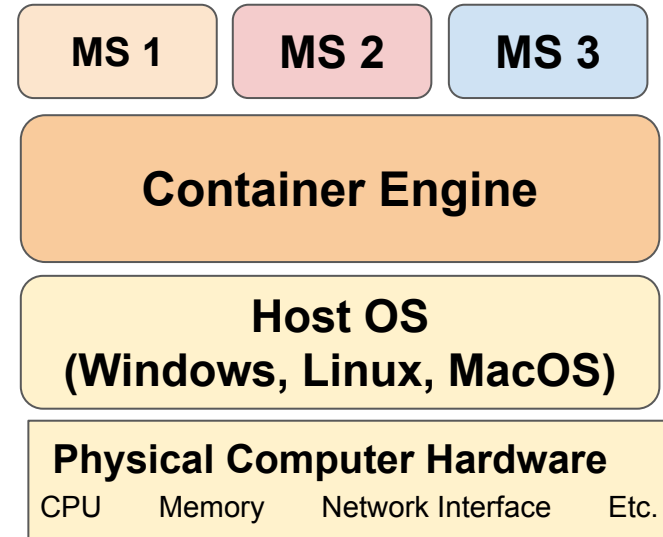 MS 1 MS 2 MS 3
Container Engine
Host OS
(Windows, Linux, MacOS)
Physical Computer Hardware
CPU Memory Network Interface Etc.